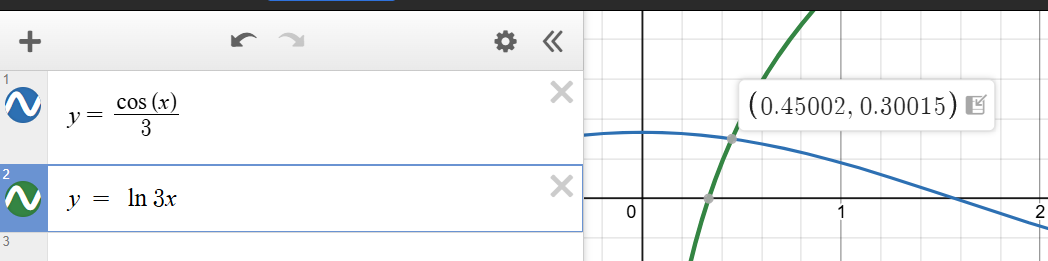 1
y = cos (x) / 3
2
y = ln 3x
3
(0.45002, 0.30015)
0 1 2